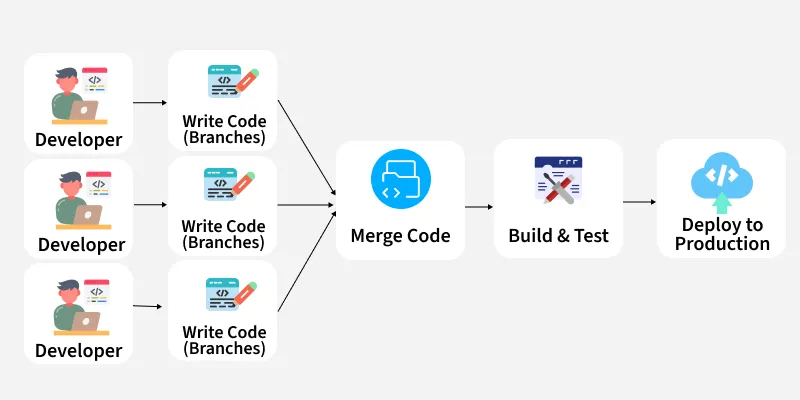 Developer
Write Code
(Branches)
Developer
Write Code
(Branches)
Developer
Write Code
(Branches)
Merge Code
Build & Test
Deploy to
Production